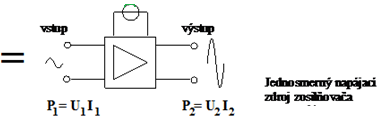 vstup
výstup
P1= U1 I1
P2= U2 I2
Jednosmerný napájací
zdroj zosilňovača